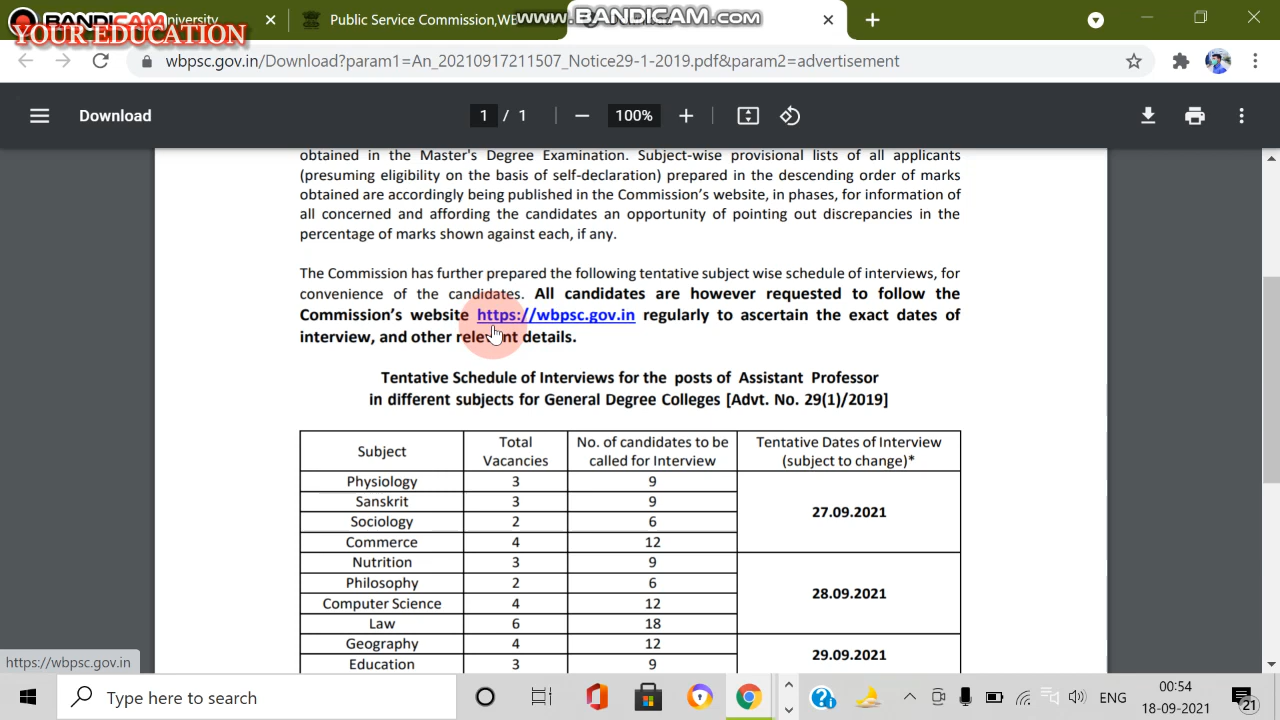 University
Public Service Commission,WB
www.BANDICAM.com
YOUR EDUCATION
wbpsc.gov.in/Download?param1=An_20210917211507_Notice29-1-2019.pdf&param2=advertisement
Download
1 / 1
100%
obtained in the Master's Degree Examination. Subject-wise provisional lists of all applicants
(presuming eligibility on the basis of self-declaration) prepared in the descending order of marks
obtained are accordingly being published in the Commission's website, in phases, for information of
all concerned and affording the candidates an opportunity of pointing out discrepancies in the
percentage of marks shown against each, if any.
The Commission has further prepared the following tentative subject wise schedule of interviews, for
convenience of the candidates. All candidates are however requested to follow the
Commission's website https://wbpsc.gov.in regularly to ascertain the exact dates of
interview, and other relevant details.
Tentative Schedule of Interviews for the posts of Assistant Professor
in different subjects for General Degree Colleges [Advt. No. 29(1)/2019]
Subject Total Vacancies No. of candidates to be called for Interview Tentative Dates of Interview (subject to change)*
Physiology 3 9
Sanskrit 3 9
27.09.2021
Sociology 2 6
Commerce 4 12
Nutrition 3 9
Philosophy 2 6
28.09.2021
Computer Science 4 12
Law 6 18
Geography 4 12
29.09.2021
Education 3 9
https://wbpsc.gov.in
Type here to search
ENG
00:54
18-09-2021
21